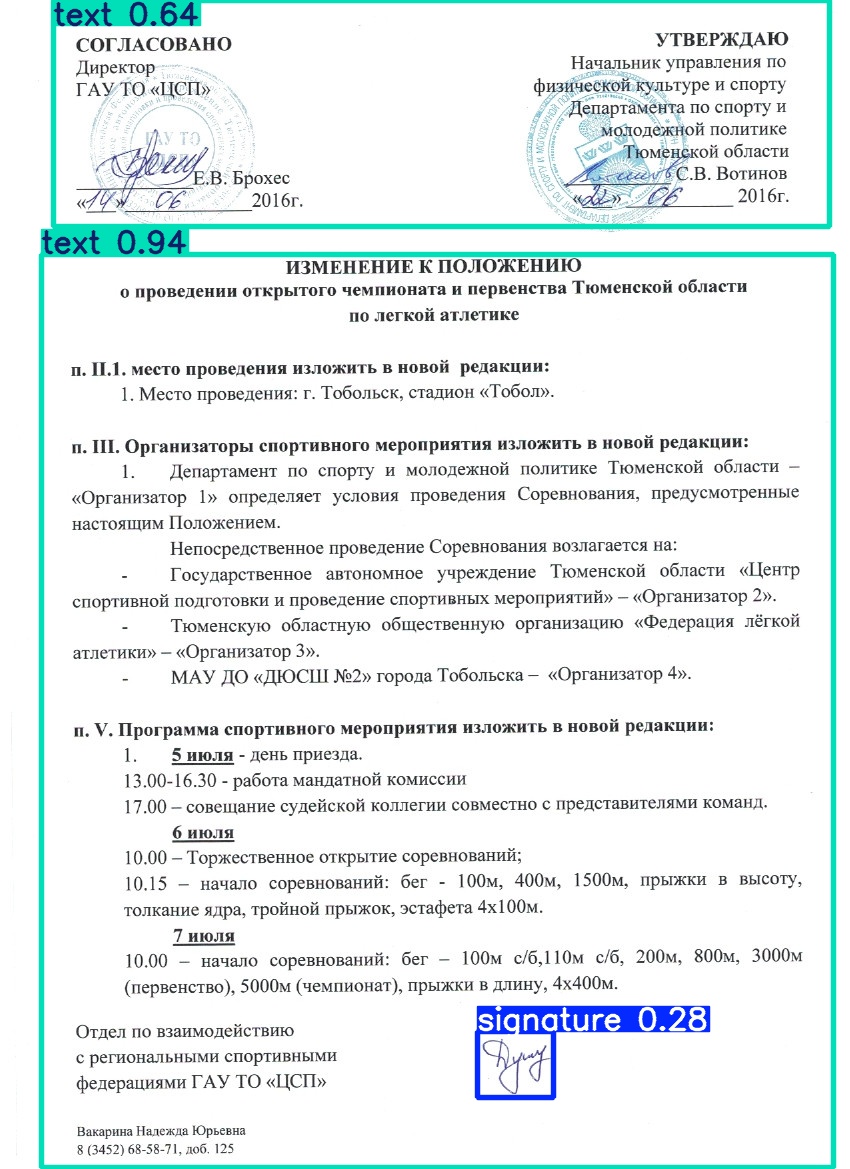 text 0.64
СОГЛАСОВАНО
Директор
ГАУ ТО «ЦСП»
Е.В. Брохес
«14» 06 2016г.
УТВЕРЖДАЮ
Начальник управления по
физической культуре и спорту
Департамента по спорту и
молодежной политике
Тюменской области
С.В. Вотинов
«22» 06 2016г.
text 0.94
ИЗМЕНЕНИЕ К ПОЛОЖЕНИЮ
о проведении открытого чемпионата и первенства Тюменской области
по легкой атлетике
п. II.1. место проведения изложить в новой редакции:
1. Место проведения: г. Тобольск, стадион «Тобол».
п. III. Организаторы спортивного мероприятия изложить в новой редакции:
1. Департамент по спорту и молодежной политике Тюменской области –
«Организатор 1» определяет условия проведения Соревнования, предусмотренные
настоящим Положением.
Непосредственное проведение Соревнования возлагается на:
- Государственное автономное учреждение Тюменской области «Центр
спортивной подготовки и проведение спортивных мероприятий» – «Организатор 2».
- Тюменскую областную общественную организацию «Федерация лёгкой
атлетики» – «Организатор 3».
- МАУ ДО «ДЮСШ №2» города Тобольска – «Организатор 4».
п. V. Программа спортивного мероприятия изложить в новой редакции:
1. 5 июля - день приезда.
13.00-16.30 - работа мандатной комиссии
17.00 – совещание судейской коллегии совместно с представителями команд.
6 июля
10.00 – Торжественное открытие соревнований;
10.15 – начало соревнований: бег - 100м, 400м, 1500м, прыжки в высоту,
толкание ядра, тройной прыжок, эстафета 4х100м.
7 июля
10.00 – начало соревнований: бег – 100м с/б,110м с/б, 200м, 800м, 3000м
(первенство), 5000м (чемпионат), прыжки в длину, 4х400м.
signature 0.28
Отдел по взаимодействию
с региональными спортивными
федерациями ГАУ ТО «ЦСП»
Вакарина Надежда Юрьевна
8 (3452) 68-58-71, доб. 125